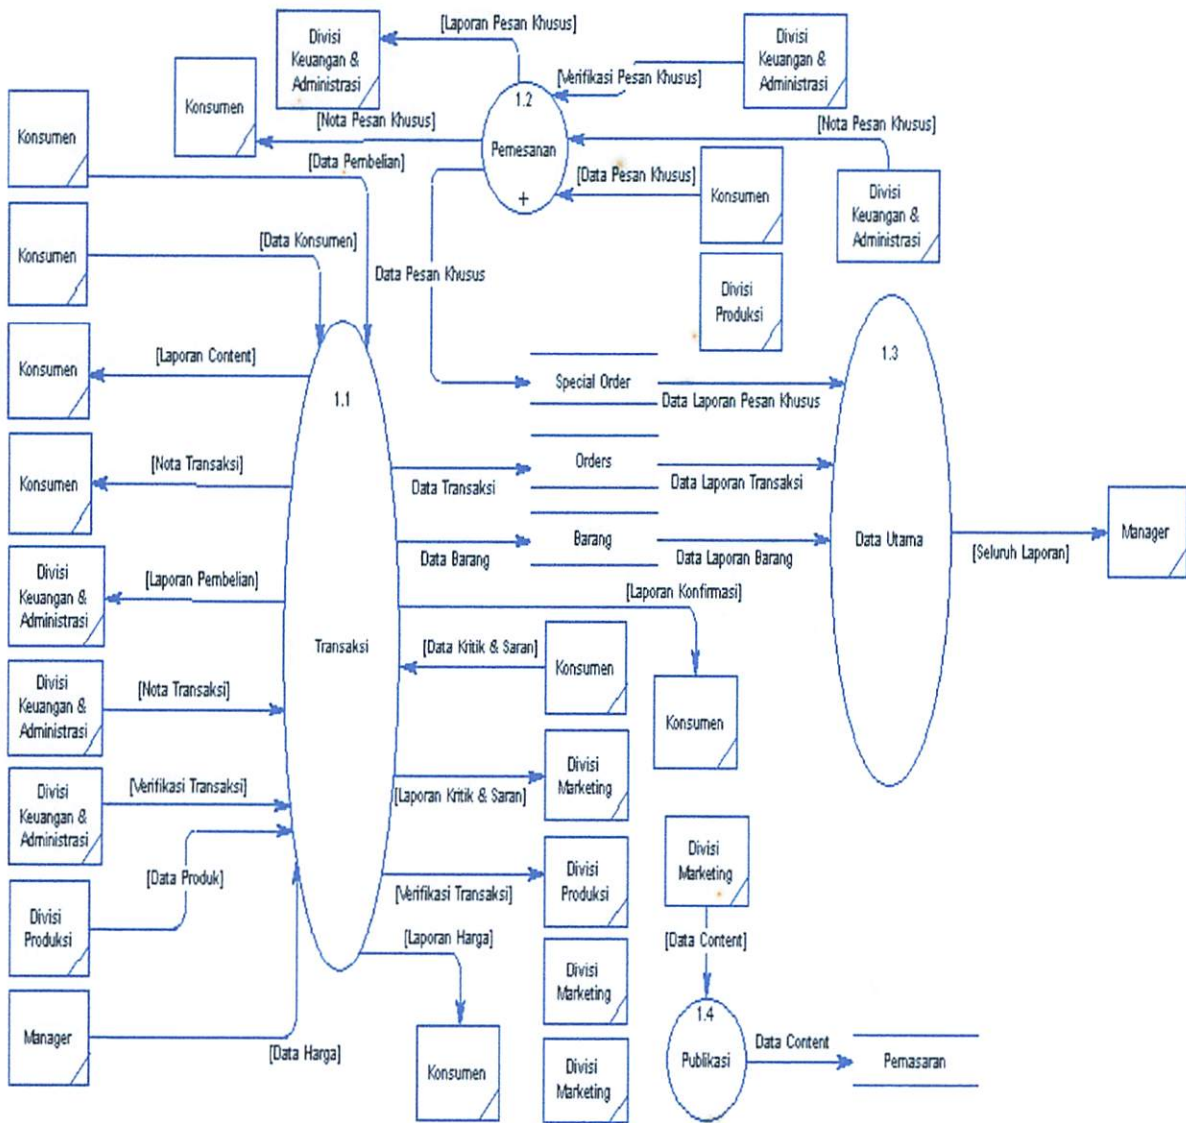 Divisi
Keuangan &
Administrasi
[Laporan Pesan Khusus]
Divisi
Keuangan &
Administrasi
[Verifikasi Pesan Khusus]
Konsumen
Konsumen
[Nota Pesan Khusus]
1.2
Pemesanan
+
[Nota Pesan Khusus]
[Data Pembelian]
[Data Pesan Khusus]
Konsumen
Divisi
Keuangan &
Administrasi
Konsumen
[Data Konsumen]
Data Pesan Khusus
Divisi
Produksi
Konsumen
[Laporan Content]
1.1
Transaksi
Special Order
Data Laporan Pesan Khusus
1.3
Data Utama
Konsumen
[Nota Transaksi]
Data Transaksi
Orders
Data Laporan Transaksi
Data Barang
Barang
Data Laporan Barang
[Seluruh Laporan]
Manager
Divisi
Keuangan &
Administrasi
[Laporan Pembelian]
[Laporan Konfirmasi]
[Data Kritik & Saran]
Konsumen
Konsumen
Divisi
Keuangan &
Administrasi
[Nota Transaksi]
Divisi
Keuangan &
Administrasi
[Verifikasi Transaksi]
[Laporan Kritik & Saran]
Divisi
Marketing
Divisi
Marketing
[Data Produk]
Divisi
Produksi
[Verifikasi Transaksi]
Divisi
Produksi
[Laporan Harga]
[Data Content]
Divisi
Marketing
Manager
[Data Harga]
Konsumen
Divisi
Marketing
1.4
Publikasi
Data Content
Pemasaran